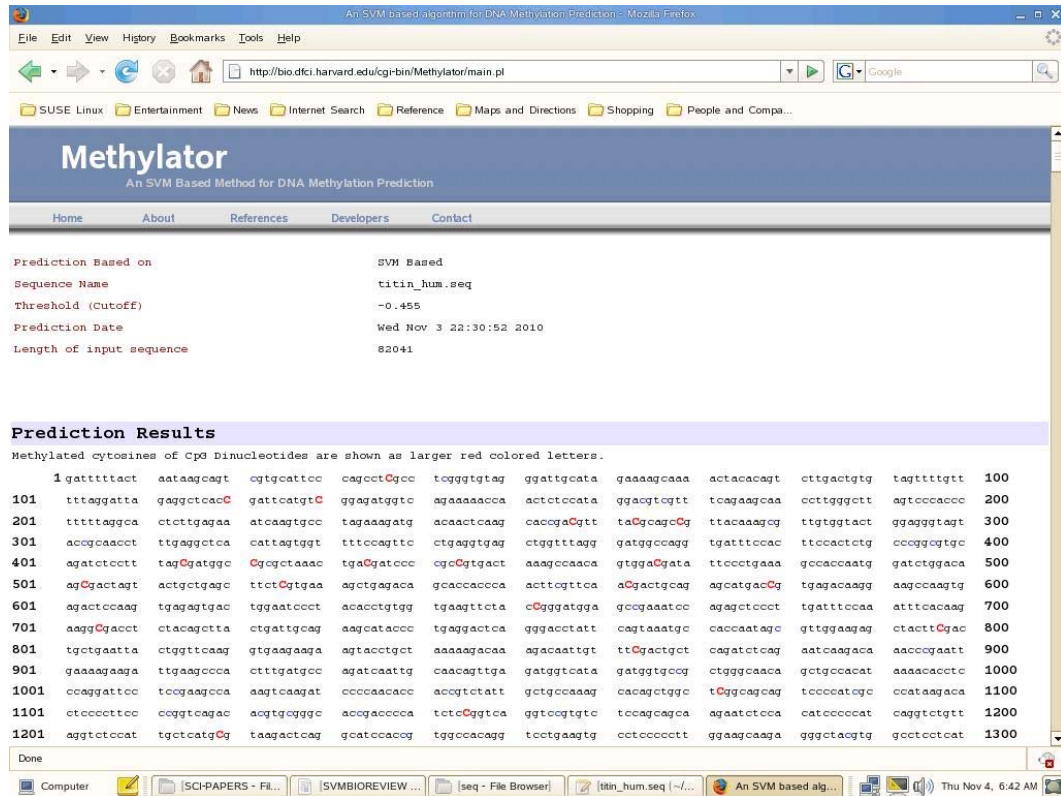 An SVM based algorithm for DNA Methylation Prediction - Mozilla Firefox
File Edit View History Bookmarks Tools Help
http://bio.dfci.harvard.edu/cgi-bin/Methylator/main.pl G Google
SUSE Linux Entertainment News Internet Search Reference Maps and Directions Shopping People and Compa...
Methylator
An SVM Based Method for DNA Methylation Prediction
Home About References Developers Contact
Prediction Based on SVM Based
Sequence Name titin_hum.seq
Threshold (Cutoff) -0.455
Prediction Date Wed Nov 3 22:30:52 2010
Length of input sequence 82041
Prediction Results
Methylated cytosines of CpG Dinucleotides are shown as larger red colored letters.
1 gatttttact aataagcagt cgtgcattcc cagcctCgcc tcgggtgtag ggattgcata gaaaagcaaa actacacagt cttgactgtg tagttttgtt 100
101 tttaggatta gaggctcacC gattcatgtC ggagatggtc agaaaaacca actctccata ggacgtcgtt tcagaagcaa ccttgggctt agtcccaccc 200
201 tttttaggca ctcttgagaa atcaagtgcc tagaaagatg acaactcaag caccgaCgtt taCgcagcCg ttacaaagcg ttgtggtact ggagggtagt 300
301 accgcaacct ttgaggctca cattagtggt tttccagttc ctgaggtgag ctggtttagg gatggccagg tgatttccac ttccactctg cccggcgtgc 400
401 agatctcctt tagCgatggc Cgcgctaaac tgaCgatccc cgcCgtgact aaagccaaca gtggaCgata ttccctgaaa gccaccaatg gatctggaca 500
501 agCgactagt actgctgagc ttctCgtgaa agctgagaca gcaccaccca acttcgttca aCgactgcag agcatgacCg tgagacaagg aagccaagtg 600
601 agactccaag tgagagtgac tggaatccct acacctgtgg tgaagttcta cCgggatgga gccgaaatcc agagctccct tgatttccaa atttcacaag 700
701 aaggCgacct ctacagctta ctgattgcag aagcataccc tgaggactca gggacctatt cagtaaatgc caccaatagc gttggaagag ctacttCgac 800
801 tgctgaatta ctggttcaag gtgaagaaga agtacctgct aaaaagacaa agacaattgt ttCgactgct cagatctcag aatcaagaca aacccgaatt 900
901 gaaaagaaga ttgaagccca ctttgatgcc agatcaattg caacagttga gatggtcata gatggtgccg ctgggcaaca gctgccacat aaaacacctc 1000
1001 ccaggattcc tccgaagcca aagtcaagat ccccaacacc accgtctatt gctgccaaag cacagctggc tCggcagcag tccccatcgc ccataagaca 1100
1101 ctccccttcc ccggtcagac acgtgcgggc accgacccca tctcCggtca ggtccgtgtc tccagcagca agaatctcca catcccccat caggtctgtt 1200
1201 aggtctccat tgctcatgCg taagactcag gcatccaccg tggccacagg tcctgaagtg cctcccccctt ggaagcaaga gggctacgtg gcctcctcat 1300
Done
Computer [SCI-PAPERS - Fil... [SVMBIOREVIEW ... [seq - File Browser] [titin_hum.seq (~/... An SVM based alg... Thu Nov 4, 6:42 AM